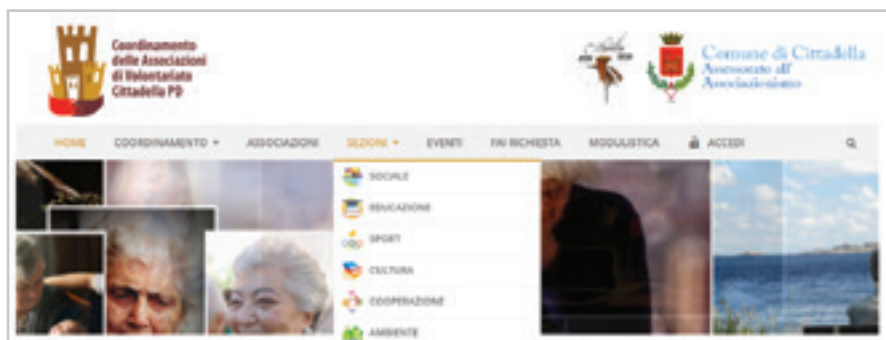 Coordinamento
delle Associazioni
di Volontariato
Cittadella PD
Comune di Cittadella
Assessorato all'
Associazionismo
HOME COORDINAMENTO ASSOCIAZIONI SEZIONI EVENTI FAI RICHIESTA MODULISTICA ACCEDI
SOCIALE
EDUCAZIONE
SPORT
CULTURA
COOPERAZIONE
AMBIENTE